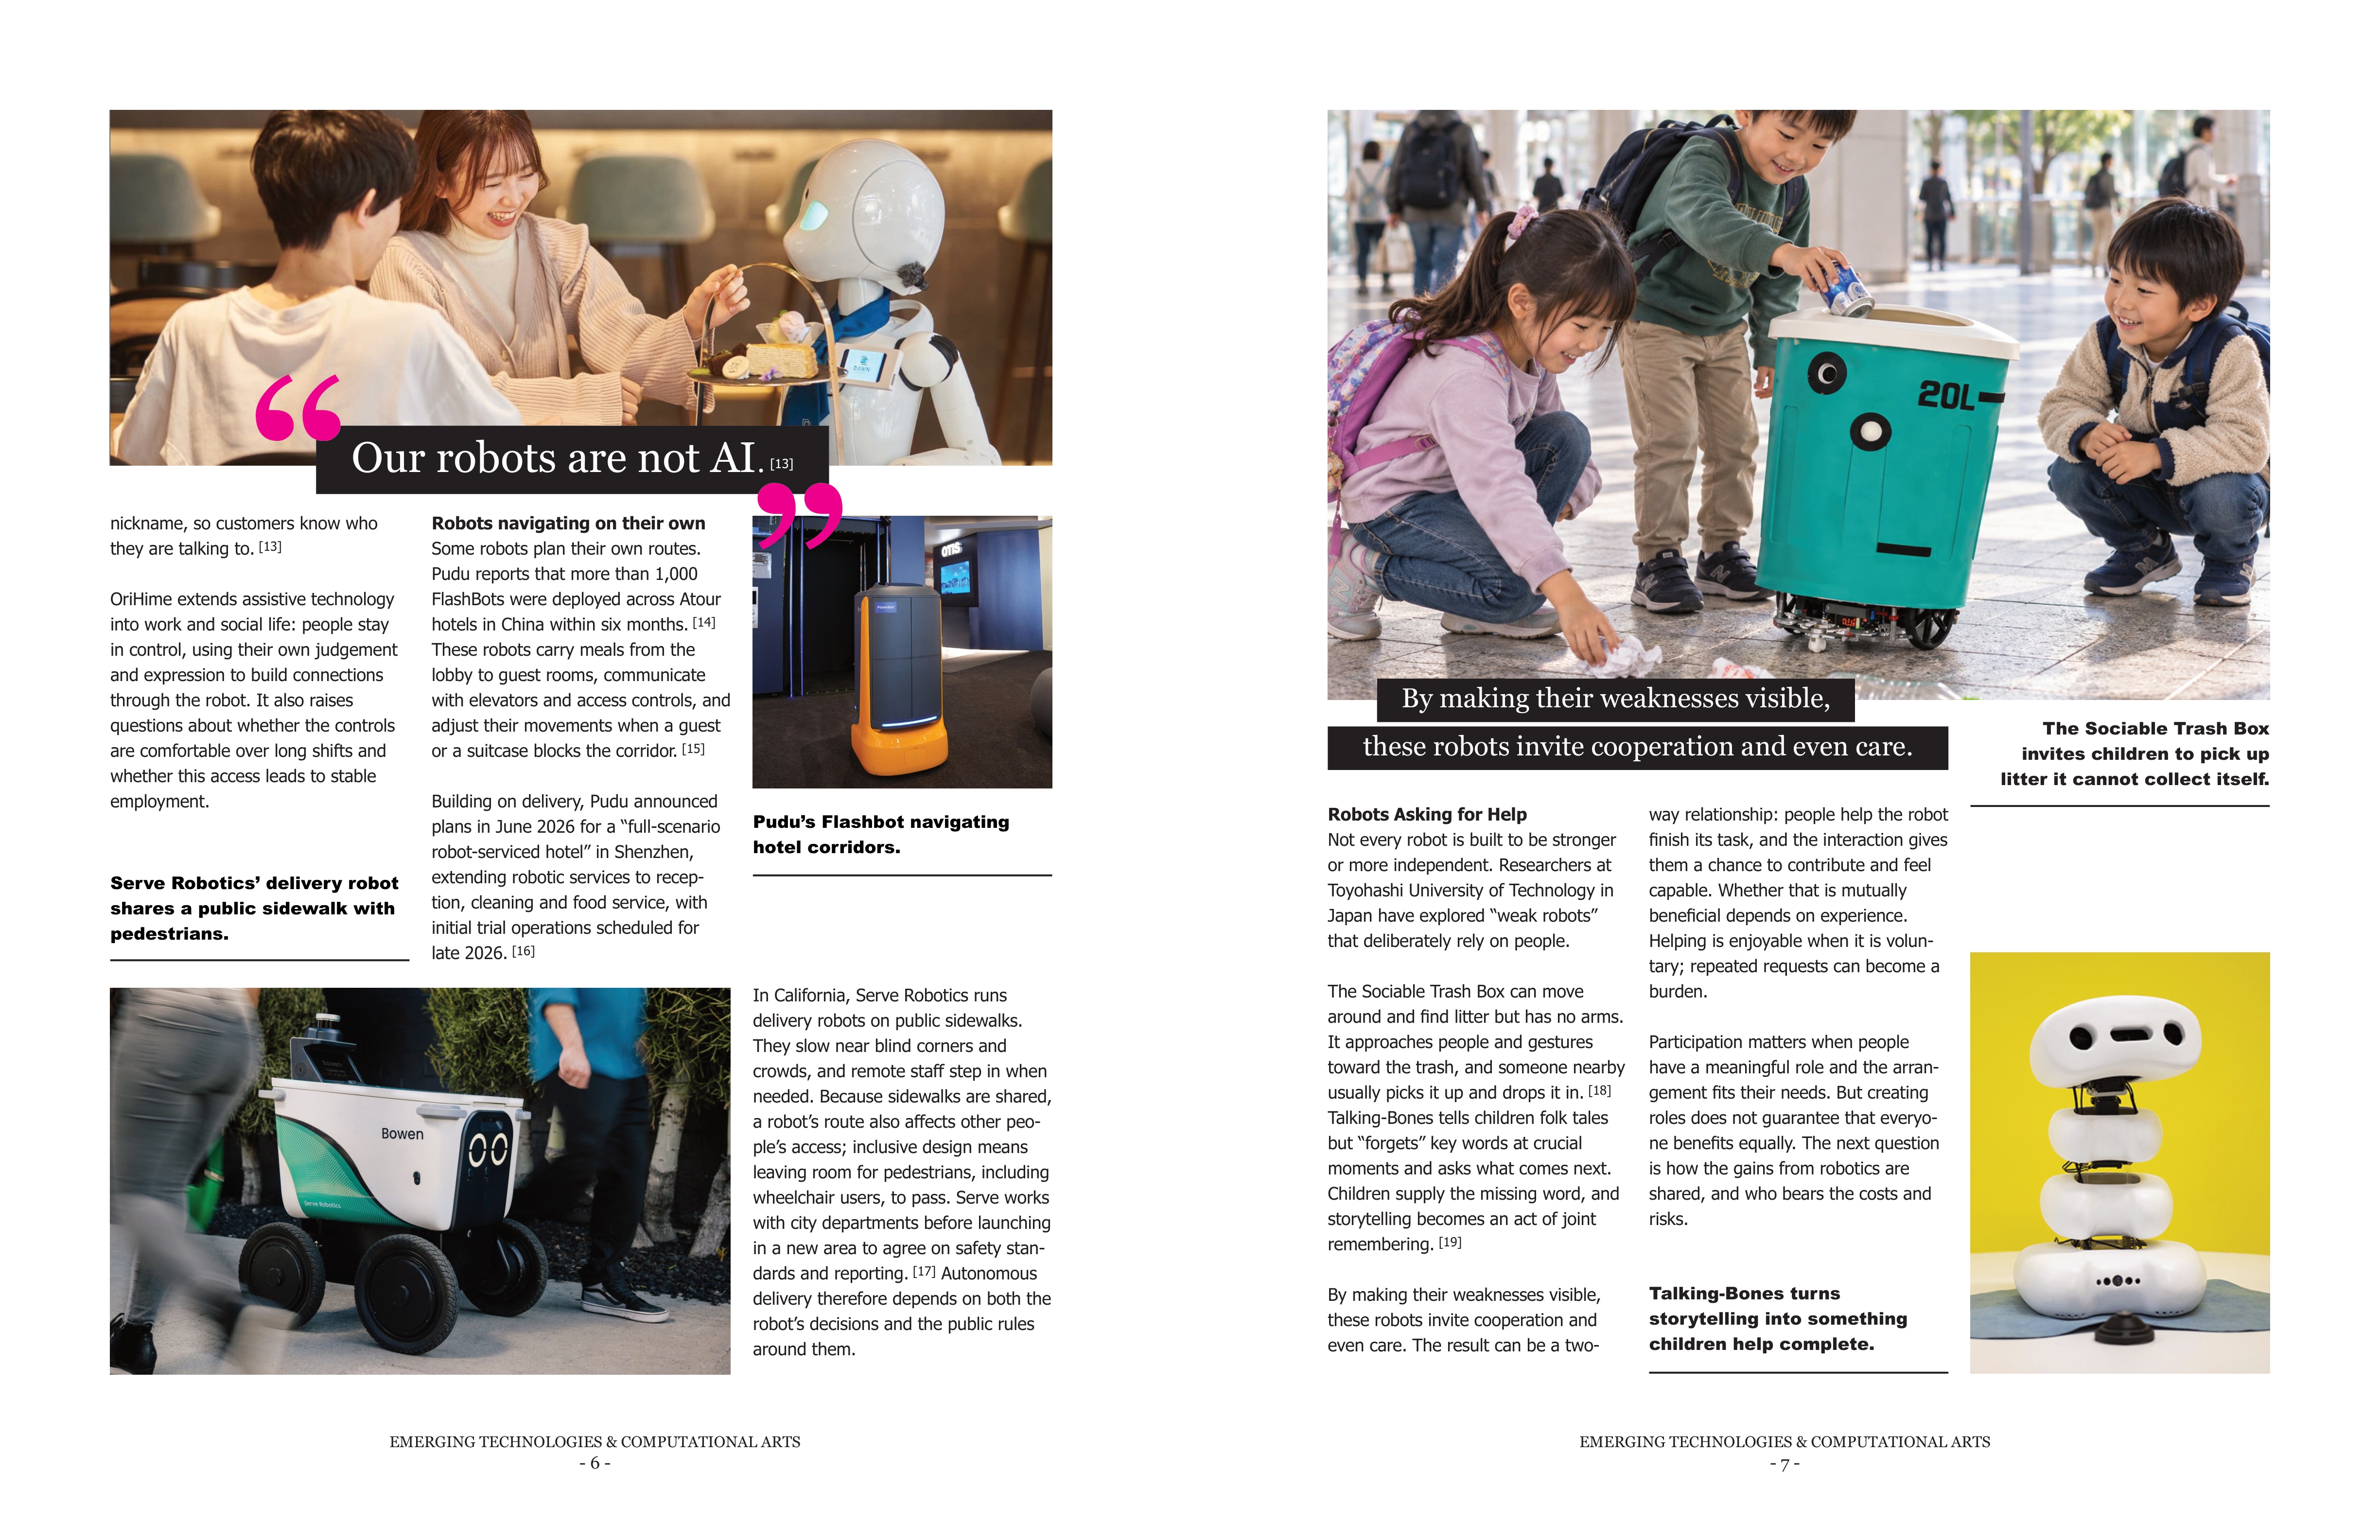 “
Our robots are not AI. [13]
”
nickname, so customers know who
they are talking to. [13]
OriHime extends assistive technology
into work and social life: people stay
in control, using their own judgement
and expression to build connections
through the robot. It also raises
questions about whether the controls
are comfortable over long shifts and
whether this access leads to stable
employment.
Serve Robotics’ delivery robot
shares a public sidewalk with
pedestrians.
Bowen
Serve Robotics
Robots navigating on their own
Some robots plan their own routes.
Pudu reports that more than 1,000
FlashBots were deployed across Atour
hotels in China within six months. [14]
These robots carry meals from the
lobby to guest rooms, communicate
with elevators and access controls, and
adjust their movements when a guest
or a suitcase blocks the corridor. [15]
Building on delivery, Pudu announced
plans in June 2026 for a “full-scenario
robot-serviced hotel” in Shenzhen,
extending robotic services to recep-
tion, cleaning and food service, with
initial trial operations scheduled for
late 2026. [16]
OTIS
Pudu’s Flashbot navigating
hotel corridors.
In California, Serve Robotics runs
delivery robots on public sidewalks.
They slow near blind corners and
crowds, and remote staff step in when
needed. Because sidewalks are shared,
a robot’s route also affects other peo-
ple’s access; inclusive design means
leaving room for pedestrians, including
wheelchair users, to pass. Serve works
with city departments before launching
in a new area to agree on safety stan-
dards and reporting. [17] Autonomous
delivery therefore depends on both the
robot’s decisions and the public rules
around them.
EMERGING TECHNOLOGIES & COMPUTATIONAL ARTS
- 6 -
20L
By making their weaknesses visible,
these robots invite cooperation and even care.
The Sociable Trash Box
invites children to pick up
litter it cannot collect itself.
Robots Asking for Help
Not every robot is built to be stronger
or more independent. Researchers at
Toyohashi University of Technology in
Japan have explored “weak robots”
that deliberately rely on people.
The Sociable Trash Box can move
around and find litter but has no arms.
It approaches people and gestures
toward the trash, and someone nearby
usually picks it up and drops it in. [18]
Talking-Bones tells children folk tales
but “forgets” key words at crucial
moments and asks what comes next.
Children supply the missing word, and
storytelling becomes an act of joint
remembering. [19]
By making their weaknesses visible,
these robots invite cooperation and
even care. The result can be a two-
way relationship: people help the robot
finish its task, and the interaction gives
them a chance to contribute and feel
capable. Whether that is mutually
beneficial depends on experience.
Helping is enjoyable when it is volun-
tary; repeated requests can become a
burden.
Participation matters when people
have a meaningful role and the arran-
gement fits their needs. But creating
roles does not guarantee that everyo-
ne benefits equally. The next question
is how the gains from robotics are
shared, and who bears the costs and
risks.
Talking-Bones turns
storytelling into something
children help complete.
EMERGING TECHNOLOGIES & COMPUTATIONAL ARTS
- 7 -